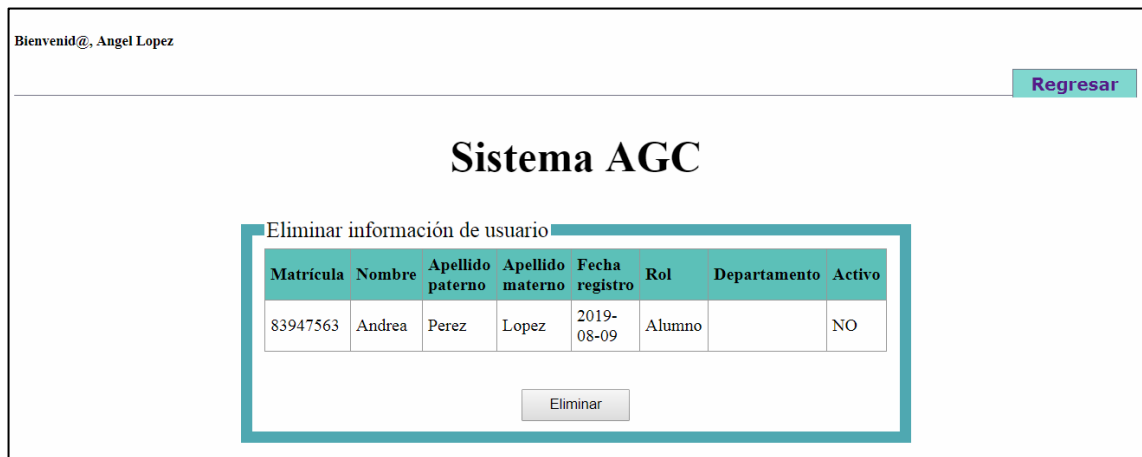 Bienvenid@, Angel Lopez
Regresar
Sistema AGC
Eliminar información de usuario
Matrícula Nombre Apellido paterno Apellido materno Fecha registro Rol Departamento Activo
83947563 Andrea Perez Lopez 2019-08-09 Alumno NO
Eliminar